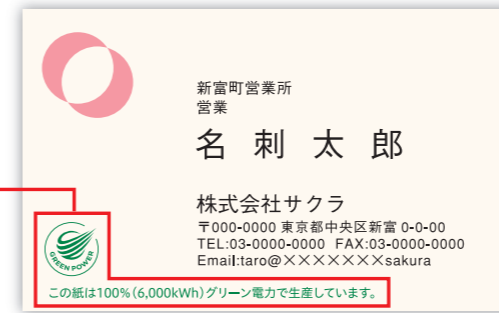 新富町営業所
営業
名刺太郎
株式会社サクラ
〒000-0000 東京都中央区新富 0-0-00
TEL:03-0000-0000 FAX:03-0000-0000
Email:taro@×××××××sakura
GREEN POWER
この紙は100%(6,000kWh)グリーン電力で生産しています。